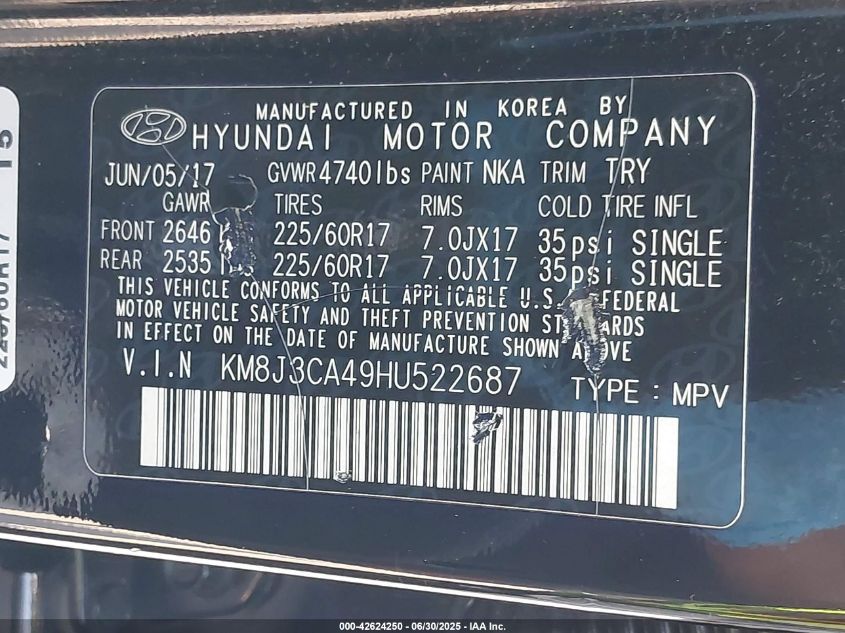 MANUFACTURED IN KOREA BY
HYUNDAI MOTOR COMPANY
JUN/05/17 GVWR 4740lbs PAINT NKA TRIM TRY
GAWR TIRES RIMS COLD TIRE INFL
FRONT 2646 225/60R17 7.0JX17 35psi SINGLE
REAR 2535 225/60R17 7.0JX17 35psi SINGLE
THIS VEHICLE CONFORMS TO ALL APPLICABLE U.S. FEDERAL
MOTOR VEHICLE SAFETY AND THEFT PREVENTION STANDARDS
IN EFFECT ON THE DATE OF MANUFACTURE SHOWN ABOVE
V.I.N KM8J3CA49HU522687 TYPE: MPV
15
225/60R17
000-42624250 - 06/30/2025 - IAA Inc.